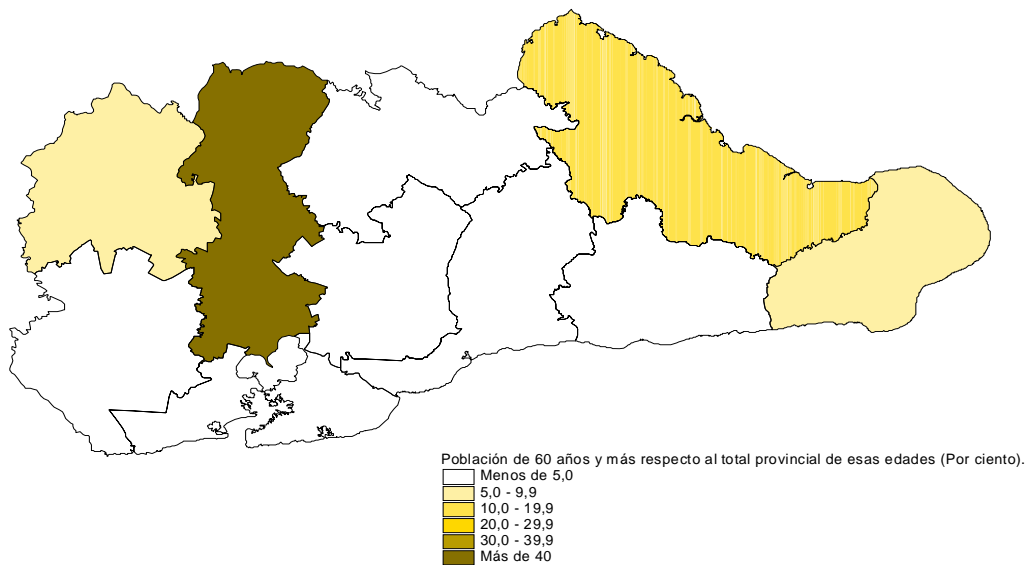 Población de 60 años y más respecto al total provincial de esas edades (Por ciento).
Menos de 5,0
5,0 - 9,9
10,0 - 19,9
20,0 - 29,9
30,0 - 39,9
Más de 40